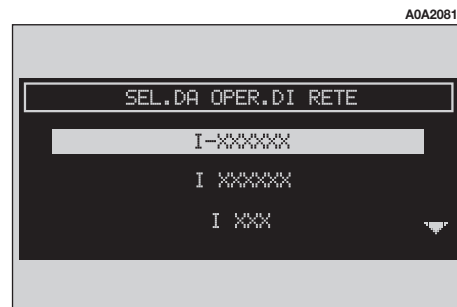 A0A2081
SEL.DA OPER.DI RETE
I-XXXXXX
I XXXXXX
I XXX